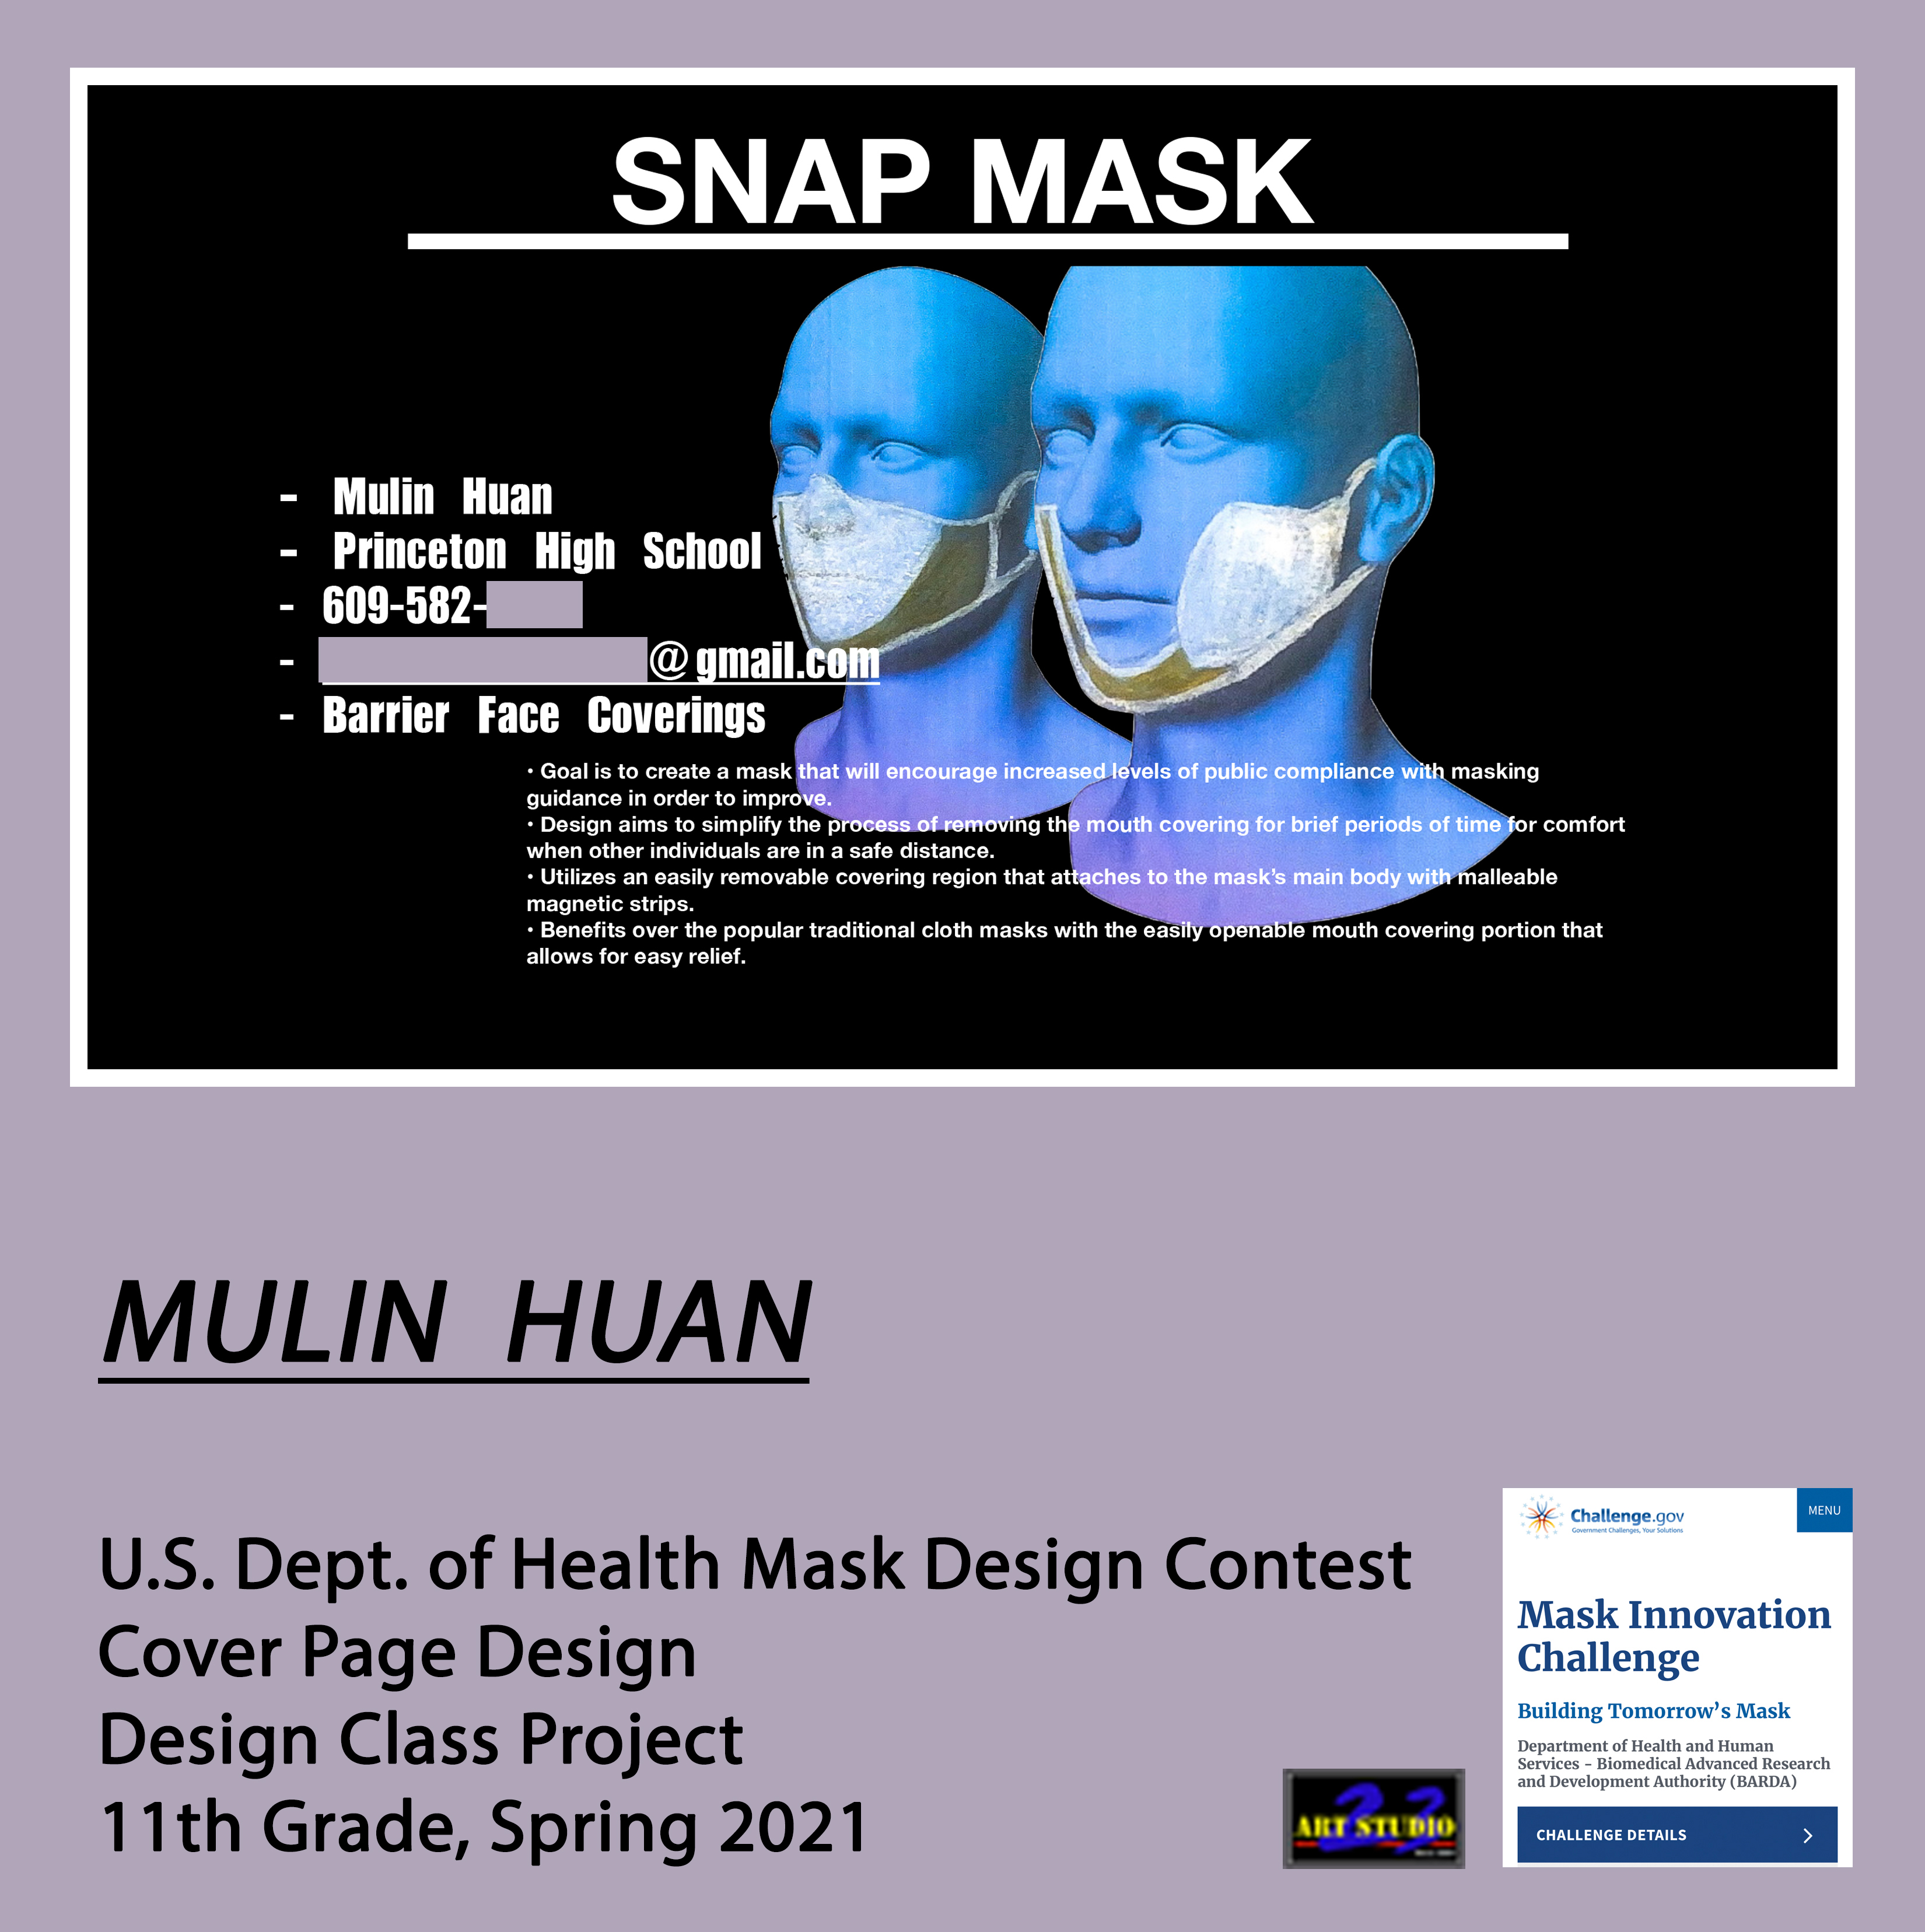 SNAP MASK
- Mulin Huan
- Princeton High School
- 609-582-
- @gmail.com
- Barrier Face Coverings
• Goal is to create a mask that will encourage increased levels of public compliance with masking
guidance in order to improve.
• Design aims to simplify the process of removing the mouth covering for brief periods of time for comfort
when other individuals are in a safe distance.
• Utilizes an easily removable covering region that attaches to the mask’s main body with malleable
magnetic strips.
• Benefits over the popular traditional cloth masks with the easily openable mouth covering portion that
allows for easy relief.
MULIN HUAN
U.S. Dept. of Health Mask Design Contest
Cover Page Design
Design Class Project
11th Grade, Spring 2021
23
ART STUDIO
Challenge.gov
Government Challenges, Your Solutions
MENU
Mask Innovation
Challenge
Building Tomorrow’s Mask
Department of Health and Human
Services - Biomedical Advanced Research
and Development Authority (BARDA)
CHALLENGE DETAILS